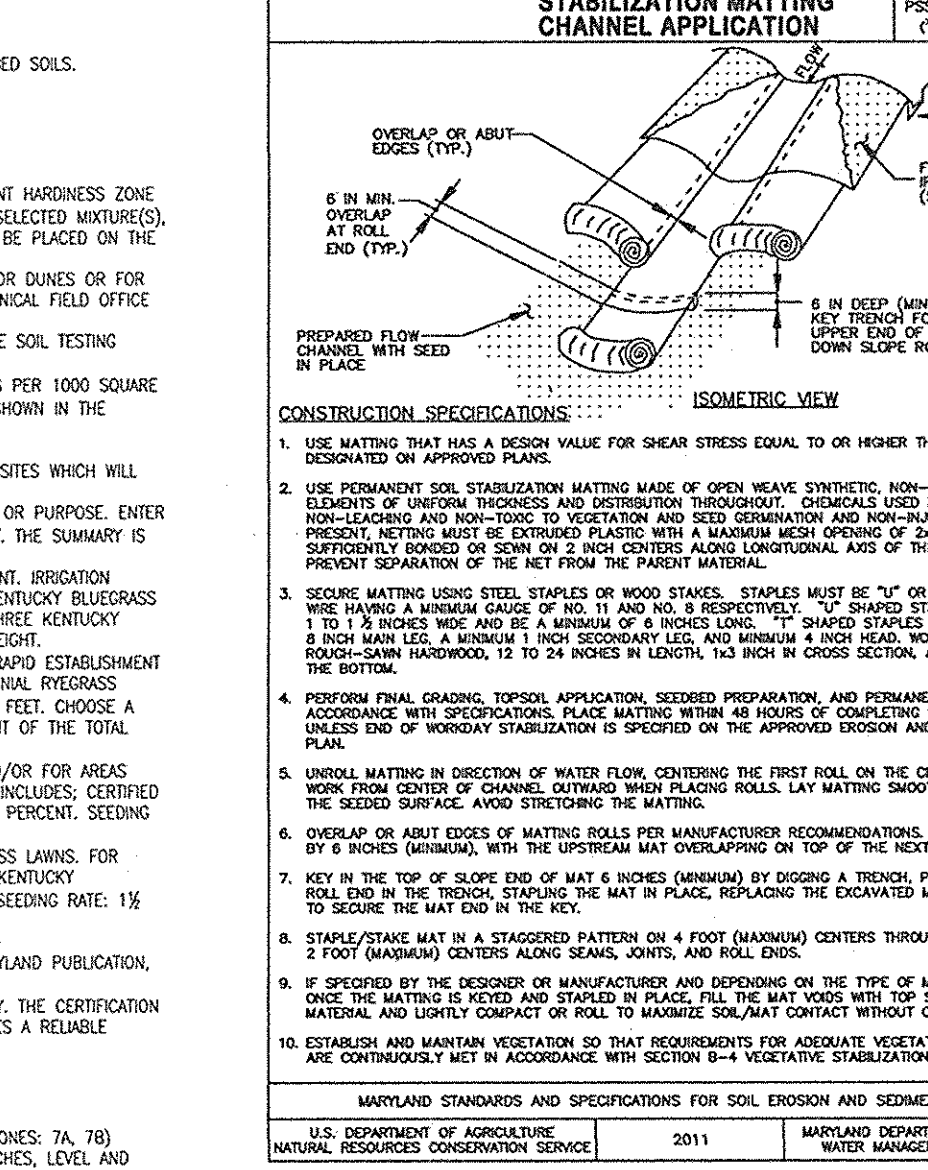 ED SOILS.
NT HARDINESS ZONE
SELECTED MIXTURE(S),
BE PLACED ON THE
OR DUNES OR FOR
NICAL FIELD OFFICE
E SOIL TESTING
S PER 1000 SQUARE
SHOWN IN THE
SITES WHICH WILL
OR PURPOSE. ENTER
THE SUMMARY IS
NT. IRRIGATION
ENTUCKY BLUEGRASS
HREE KENTUCKY
EIGHT.
RAPID ESTABLISHMENT
NIAL RYEGRASS
FEET. CHOOSE A
T OF THE TOTAL
/OR FOR AREAS
INCLUDES; CERTIFIED
PERCENT. SEEDING
SS LAWNS. FOR
KENTUCKY
SEEDING RATE: 1½
YLAND PUBLICATION,
Y. THE CERTIFICATION
ES A RELIABLE
ONES: 7A, 7B)
CHES, LEVEL AND
STABILIZATION MATTING
CHANNEL APPLICATION
FLOW
OVERLAP OR ABUT
EDGES (TYP.)
6 IN MIN.
OVERLAP
AT ROLL
END (TYP.)
PREPARED FLOW
CHANNEL WITH SEED
IN PLACE
6 IN DEEP (MIN
KEY TRENCH FO
UPPER END OF
DOWN SLOPE RO
ISOMETRIC VIEW
CONSTRUCTION SPECIFICATIONS:
1. USE MATTING THAT HAS A DESIGN VALUE FOR SHEAR STRESS EQUAL TO OR HIGHER TH
DESIGNATED ON APPROVED PLANS.
2. USE PERMANENT SOIL STABILIZATION MATTING MADE OF OPEN WEAVE SYNTHETIC, NON-
ELEMENTS OF UNIFORM THICKNESS AND DISTRIBUTION THROUGHOUT. CHEMICALS USED
NON-LEACHING AND NON-TOXIC TO VEGETATION AND SEED GERMINATION AND NON-INJ
PRESENT, NETTING MUST BE EXTRUDED PLASTIC WITH A MAXIMUM MESH OPENING OF 2x
SUFFICIENTLY BONDED OR SEWN ON 2 INCH CENTERS ALONG LONGITUDINAL AXIS OF TH
PREVENT SEPARATION OF THE NET FROM THE PARENT MATERIAL.
3. SECURE MATTING USING STEEL STAPLES OR WOOD STAKES. STAPLES MUST BE "U" OR
WIRE HAVING A MINIMUM GAUGE OF NO. 11 AND NO. 8 RESPECTIVELY. "U" SHAPED ST
1 TO 1 ½ INCHES WIDE AND BE A MINIMUM OF 6 INCHES LONG. "T" SHAPED STAPLES
8 INCH MAIN LEG, A MINIMUM 1 INCH SECONDARY LEG, AND MINIMUM 4 INCH HEAD. WO
ROUGH-SAWN HARDWOOD, 12 TO 24 INCHES IN LENGTH, 1x3 INCH IN CROSS SECTION,
THE BOTTOM.
4. PERFORM FINAL GRADING, TOPSOIL APPLICATION, SEEDBED PREPARATION, AND PERMANE
ACCORDANCE WITH SPECIFICATIONS. PLACE MATTING WITHIN 48 HOURS OF COMPLETING
UNLESS END OF WORKDAY STABILIZATION IS SPECIFIED ON THE APPROVED EROSION AN
PLAN.
5. UNROLL MATTING IN DIRECTION OF WATER FLOW, CENTERING THE FIRST ROLL ON THE C
WORK FROM CENTER OF CHANNEL OUTWARD WHEN PLACING ROLLS. LAY MATTING SMOO
THE SEEDED SURFACE. AVOID STRETCHING THE MATTING.
6. OVERLAP OR ABUT EDGES OF MATTING ROLLS PER MANUFACTURER RECOMMENDATIONS.
BY 6 INCHES (MINIMUM), WITH THE UPSTREAM MAT OVERLAPPING ON TOP OF THE NEXT
7. KEY IN THE TOP OF SLOPE END OF MAT 6 INCHES (MINIMUM) BY DIGGING A TRENCH, P
ROLL END IN THE TRENCH, STAPLING THE MAT IN PLACE, REPLACING THE EXCAVATED M
TO SECURE THE MAT END IN THE KEY.
8. STAPLE/STAKE MAT IN A STAGGERED PATTERN ON 4 FOOT (MAXIMUM) CENTERS THROU
2 FOOT (MAXIMUM) CENTERS ALONG SEAMS, JOINTS, AND ROLL ENDS.
9. IF SPECIFIED BY THE DESIGNER OR MANUFACTURER AND DEPENDING ON THE TYPE OF M
ONCE THE MATTING IS KEYED AND STAPLED IN PLACE, FILL THE MAT VOIDS WITH TOP S
MATERIAL AND LIGHTLY COMPACT OR ROLL TO MAXIMIZE SOIL/MAT CONTACT WITHOUT C
10. ESTABLISH AND MAINTAIN VEGETATION SO THAT REQUIREMENTS FOR ADEQUATE VEGETA
ARE CONTINUOUSLY MET IN ACCORDANCE WITH SECTION B-4 VEGETATIVE STABILIZATION
MARYLAND STANDARDS AND SPECIFICATIONS FOR SOIL EROSION AND SEDIME
U.S. DEPARTMENT OF AGRICULTURE
NATURAL RESOURCES CONSERVATION SERVICE
2011
MARYLAND DEPART
WATER MANAGE